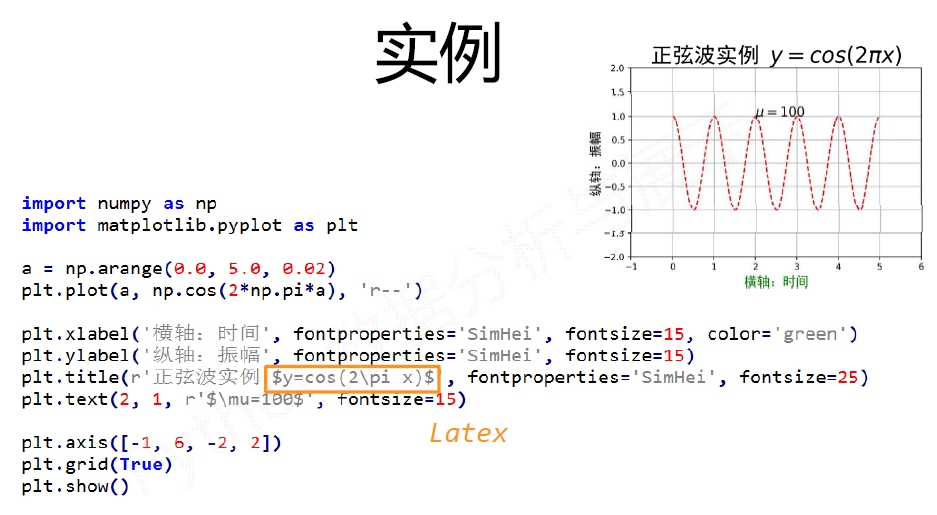 实例
正弦波实例 y = cos(2πx)
μ = 100
2.0
1.5
1.0
0.5
0.0
−0.5
−1.0
−1.5
−2.0
纵轴：振幅
−1 0 1 2 3 4 5 6
横轴：时间
import numpy as np
import matplotlib.pyplot as plt
a = np.arange(0.0, 5.0, 0.02)
plt.plot(a, np.cos(2*np.pi*a), 'r--')
plt.xlabel('横轴：时间', fontproperties='SimHei', fontsize=15, color='green')
plt.ylabel('纵轴：振幅', fontproperties='SimHei', fontsize=15)
plt.title(r'正弦波实例 $y=cos(2\pi x)$', fontproperties='SimHei', fontsize=25)
plt.text(2, 1, r'$\mu=100$', fontsize=15)
Latex
plt.axis([-1, 6, -2, 2])
plt.grid(True)
plt.show()